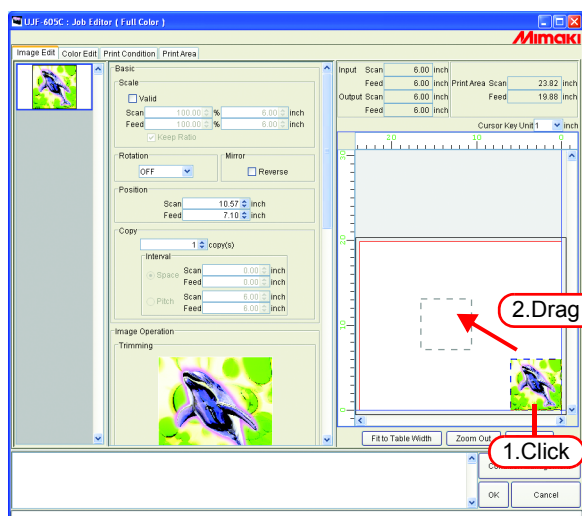 UJF-605C : Job Editor ( Full Color )
Mimaki
Image Edit Color Edit Print Condition Print Area
Basic
Scale
Valid
Scan 100.00 % 6.00 inch
Feed 100.00 % 6.00 inch
Keep Ratio
Rotation
OFF
Mirror
Reverse
Position
Scan 10.57 inch
Feed 7.10 inch
Copy
1 copy(s)
Interval
Space
Scan 0.00 inch
Feed 0.00 inch
Pitch
Scan 6.00 inch
Feed 6.00 inch
Image Operation
Trimming
Input Scan 6.00 inch
Feed 6.00 inch
Output Scan 6.00 inch
Feed 6.00 inch
Print Area Scan 23.82 inch
Feed 19.88 inch
Cursor Key Unit 1 inch
20 10 0
30
20
10
0
2.Drag
1.Click
Fit to Table Width Zoom Out
OK Cancel